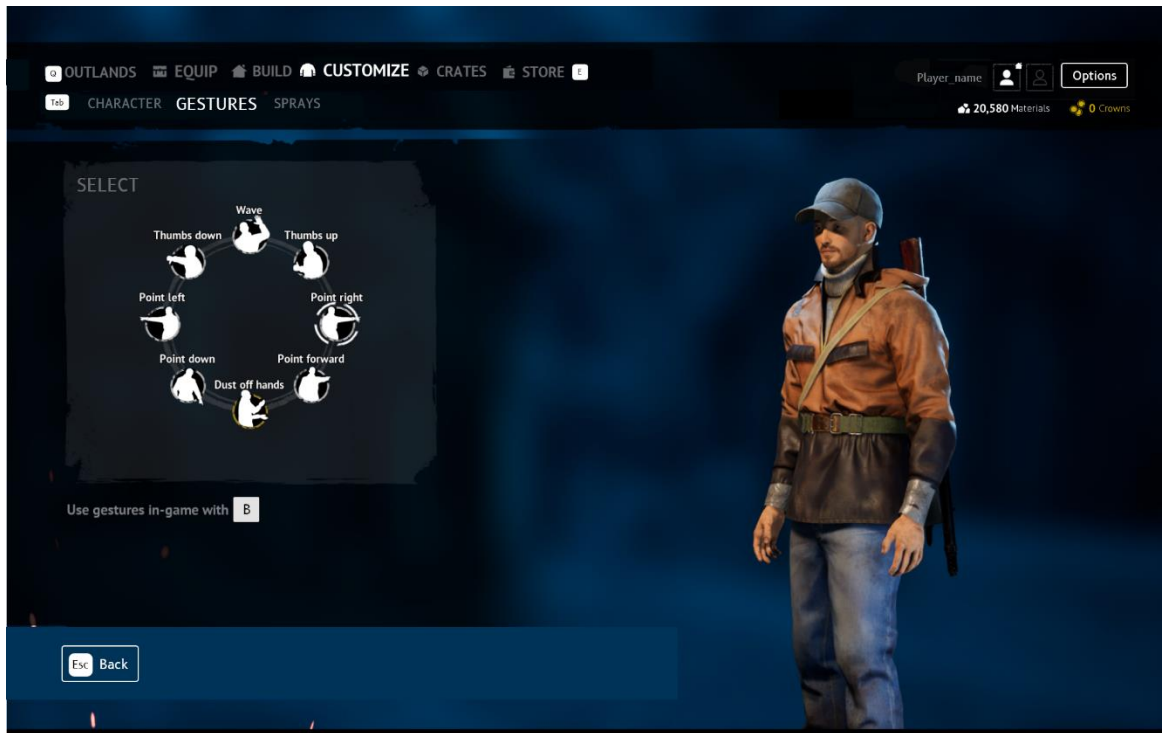 Q OUTLANDS EQUIP BUILD CUSTOMIZE CRATES STORE E
Player_name Options
Tab CHARACTER GESTURES SPRAYS
20,580 Materials 0 Crowns
SELECT
Wave
Thumbs down Thumbs up
Point left Point right
Point down Point forward
Dust off hands
Use gestures in-game with B
Esc Back